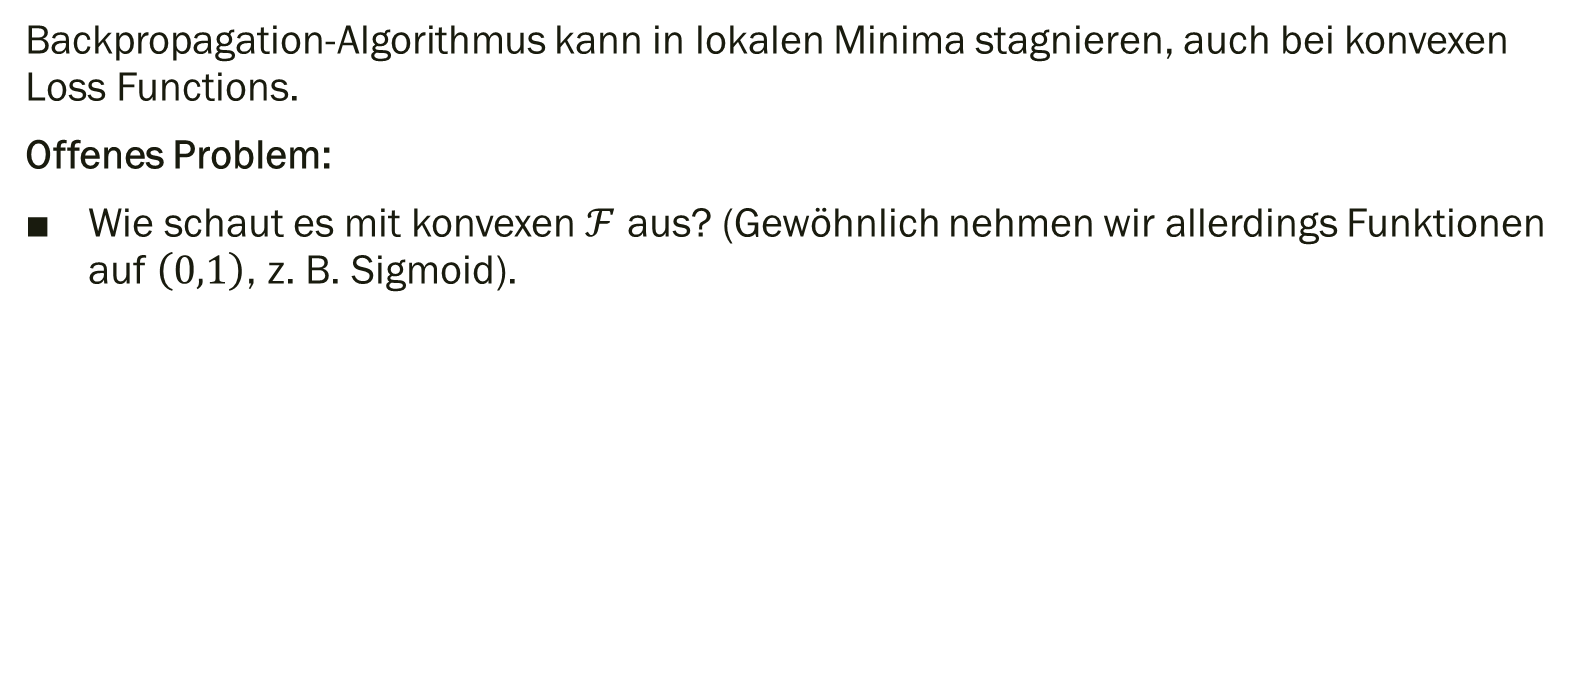 Backpropagation-Algorithmus kann in lokalen Minima stagnieren, auch bei konvexen
Loss Functions.
Offenes Problem:
■ Wie schaut es mit konvexen ℱ aus? (Gewöhnlich nehmen wir allerdings Funktionen
auf (0,1), z. B. Sigmoid).